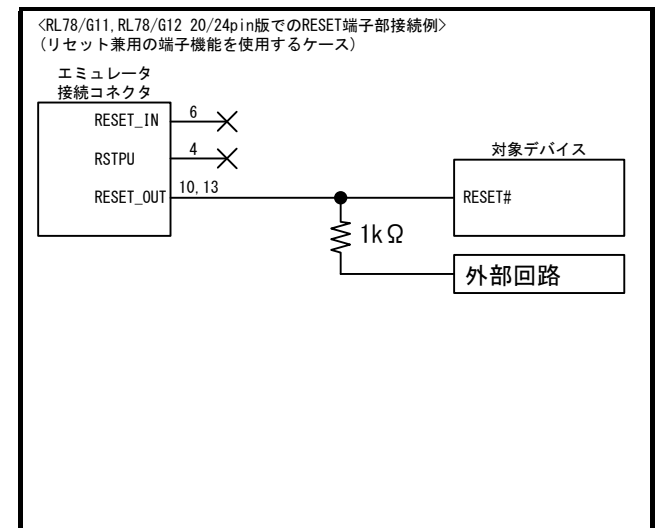 <RL78/G11,RL78/G12 20/24pin版でのRESET端子部接続例>
(リセット兼用の端子機能を使用するケース)
エミュレータ
接続コネクタ
RESET_IN 6
RSTPU 4
対象デバイス
RESET_OUT 10,13
RESET#
1kΩ
外部回路